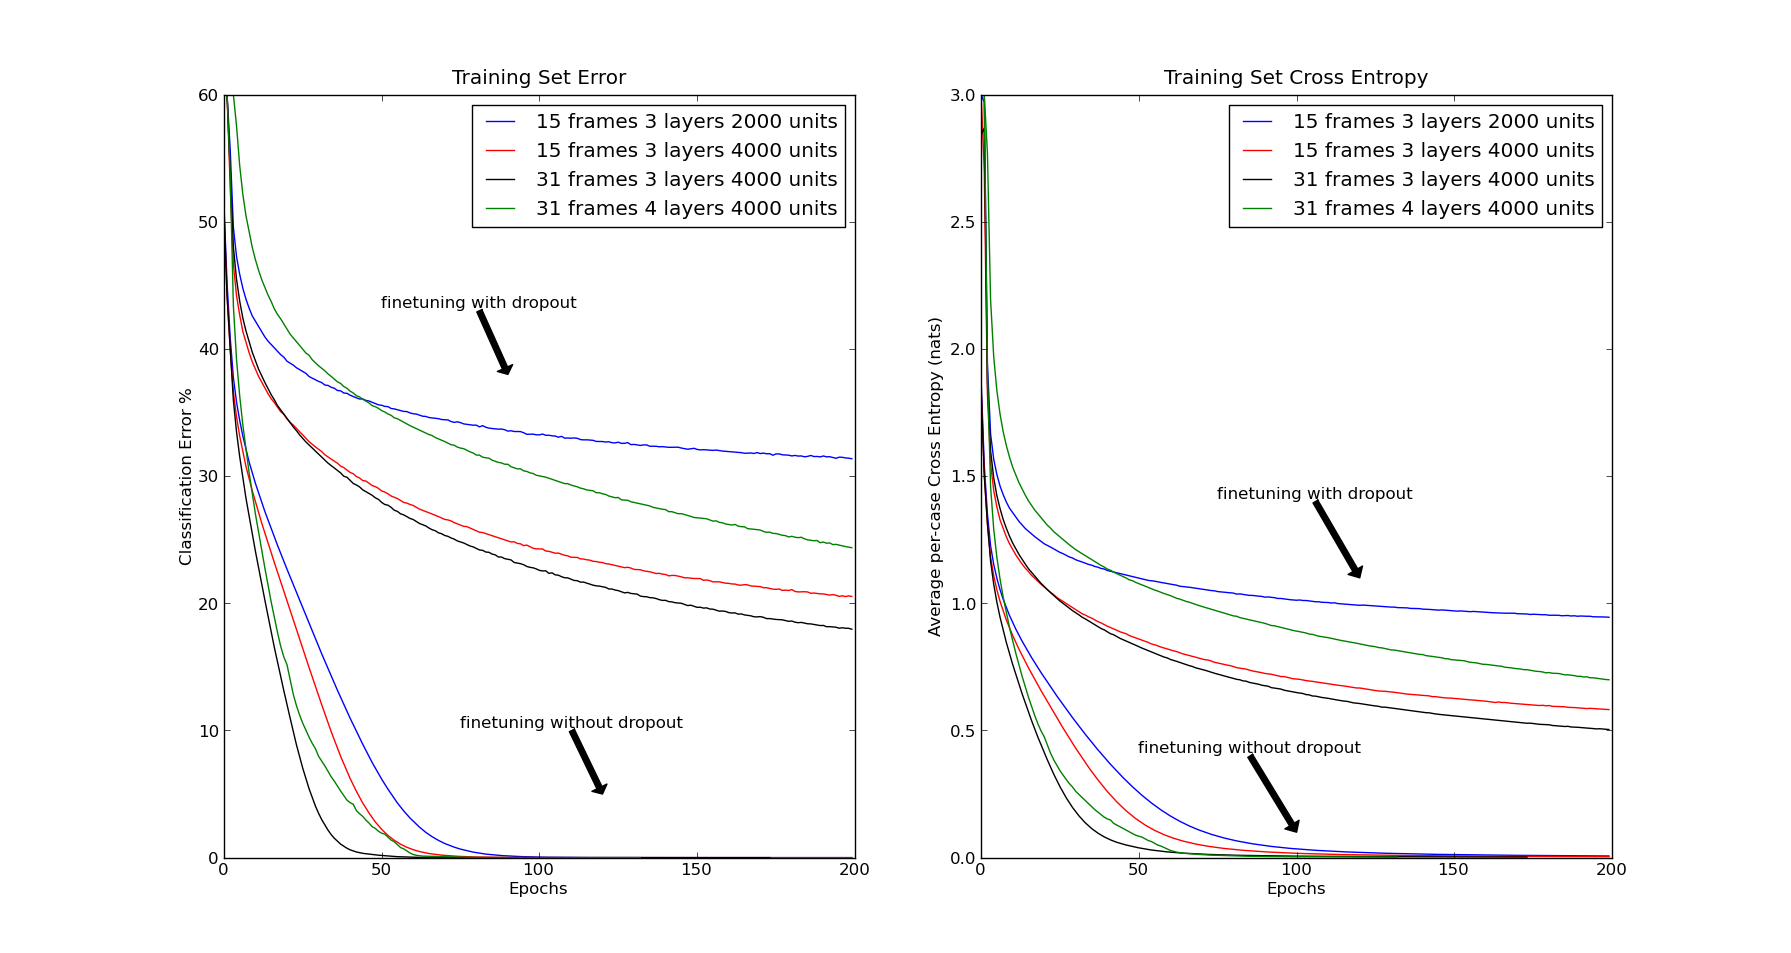 Training Set Error
60
50
40
30
20
10
0
Classification Error %
15 frames 3 layers 2000 units
15 frames 3 layers 4000 units
31 frames 3 layers 4000 units
31 frames 4 layers 4000 units
finetuning with dropout
finetuning without dropout
0 50 100 150 200
Epochs
Training Set Cross Entropy
3.0
2.5
2.0
1.5
1.0
0.5
0.0
Average per-case Cross Entropy (nats)
15 frames 3 layers 2000 units
15 frames 3 layers 4000 units
31 frames 3 layers 4000 units
31 frames 4 layers 4000 units
finetuning with dropout
finetuning without dropout
0 50 100 150 200
Epochs